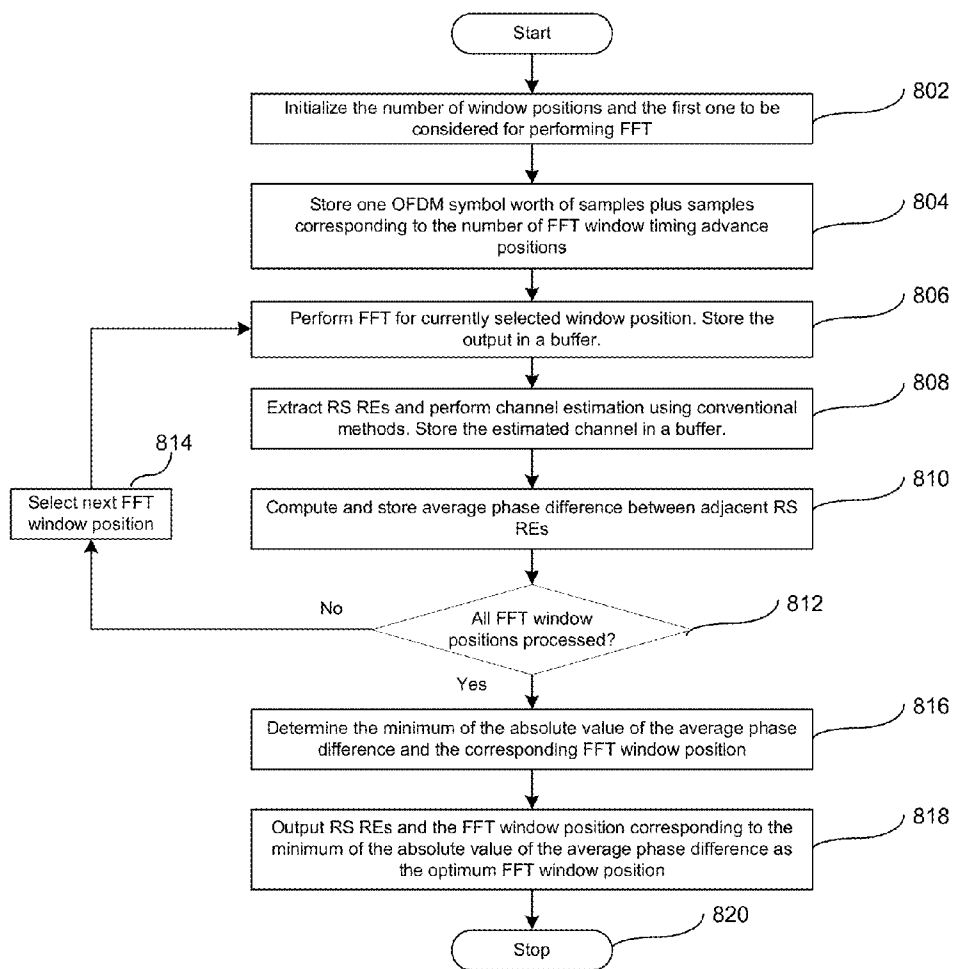 Start
802
Initialize the number of window positions and the first one to be
considered for performing FFT
804
Store one OFDM symbol worth of samples plus samples
corresponding to the number of FFT window timing advance
positions
806
Perform FFT for currently selected window position. Store the
output in a buffer.
808
Extract RS REs and perform channel estimation using conventional
methods. Store the estimated channel in a buffer.
814
Select next FFT
window position
810
Compute and store average phase difference between adjacent RS
REs
No
812
All FFT window
positions processed?
Yes
816
Determine the minimum of the absolute value of the average phase
difference and the corresponding FFT window position
818
Output RS REs and the FFT window position corresponding to the
minimum of the absolute value of the average phase difference as
the optimum FFT window position
820
Stop